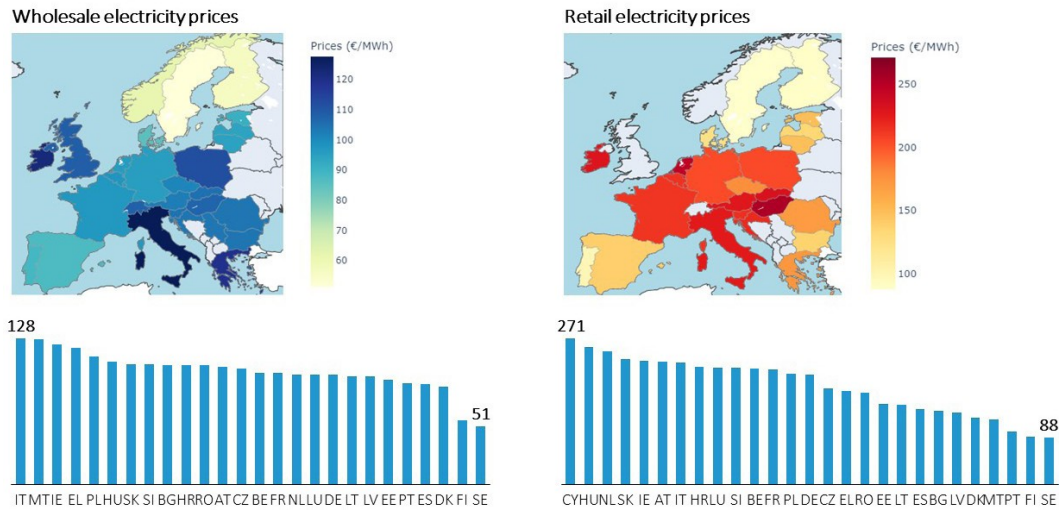 Wholesale electricity prices
Prices (€/MWh)
120
110
100
90
80
70
60
128
51
IT MT IE EL PL HU SK SI BG HR RO AT CZ BE FR NL LU DE LT LV EE PT ES DK FI SE
Retail electricity prices
Prices (€/MWh)
250
200
150
100
271
88
CY HU NL SK IE AT IT HR LU SI BE FR PL DE CZ EL RO EE LT ES BG LV DK MT PT FI SE